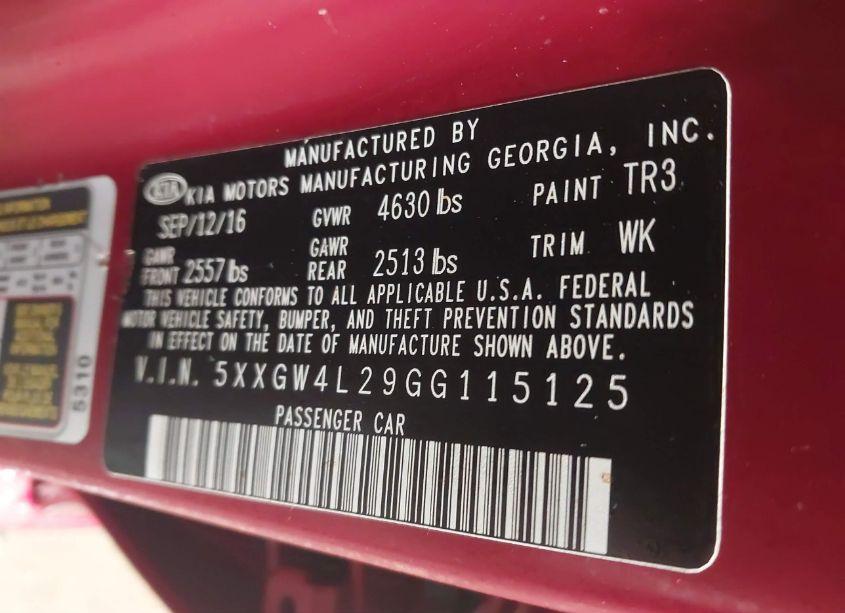 MANUFACTURED BY
KIA KIA MOTORS MANUFACTURING GEORGIA, INC.
SEP/12/16 GVWR 4630 lbs PAINT TR3
GAWR FRONT 2557 lbs GAWR REAR 2513 lbs TRIM WK
THIS VEHICLE CONFORMS TO ALL APPLICABLE U.S.A. FEDERAL
MOTOR VEHICLE SAFETY, BUMPER, AND THEFT PREVENTION STANDARDS
IN EFFECT ON THE DATE OF MANUFACTURE SHOWN ABOVE.
V.I.N. 5XXGW4L29GG115125
PASSENGER CAR
5310